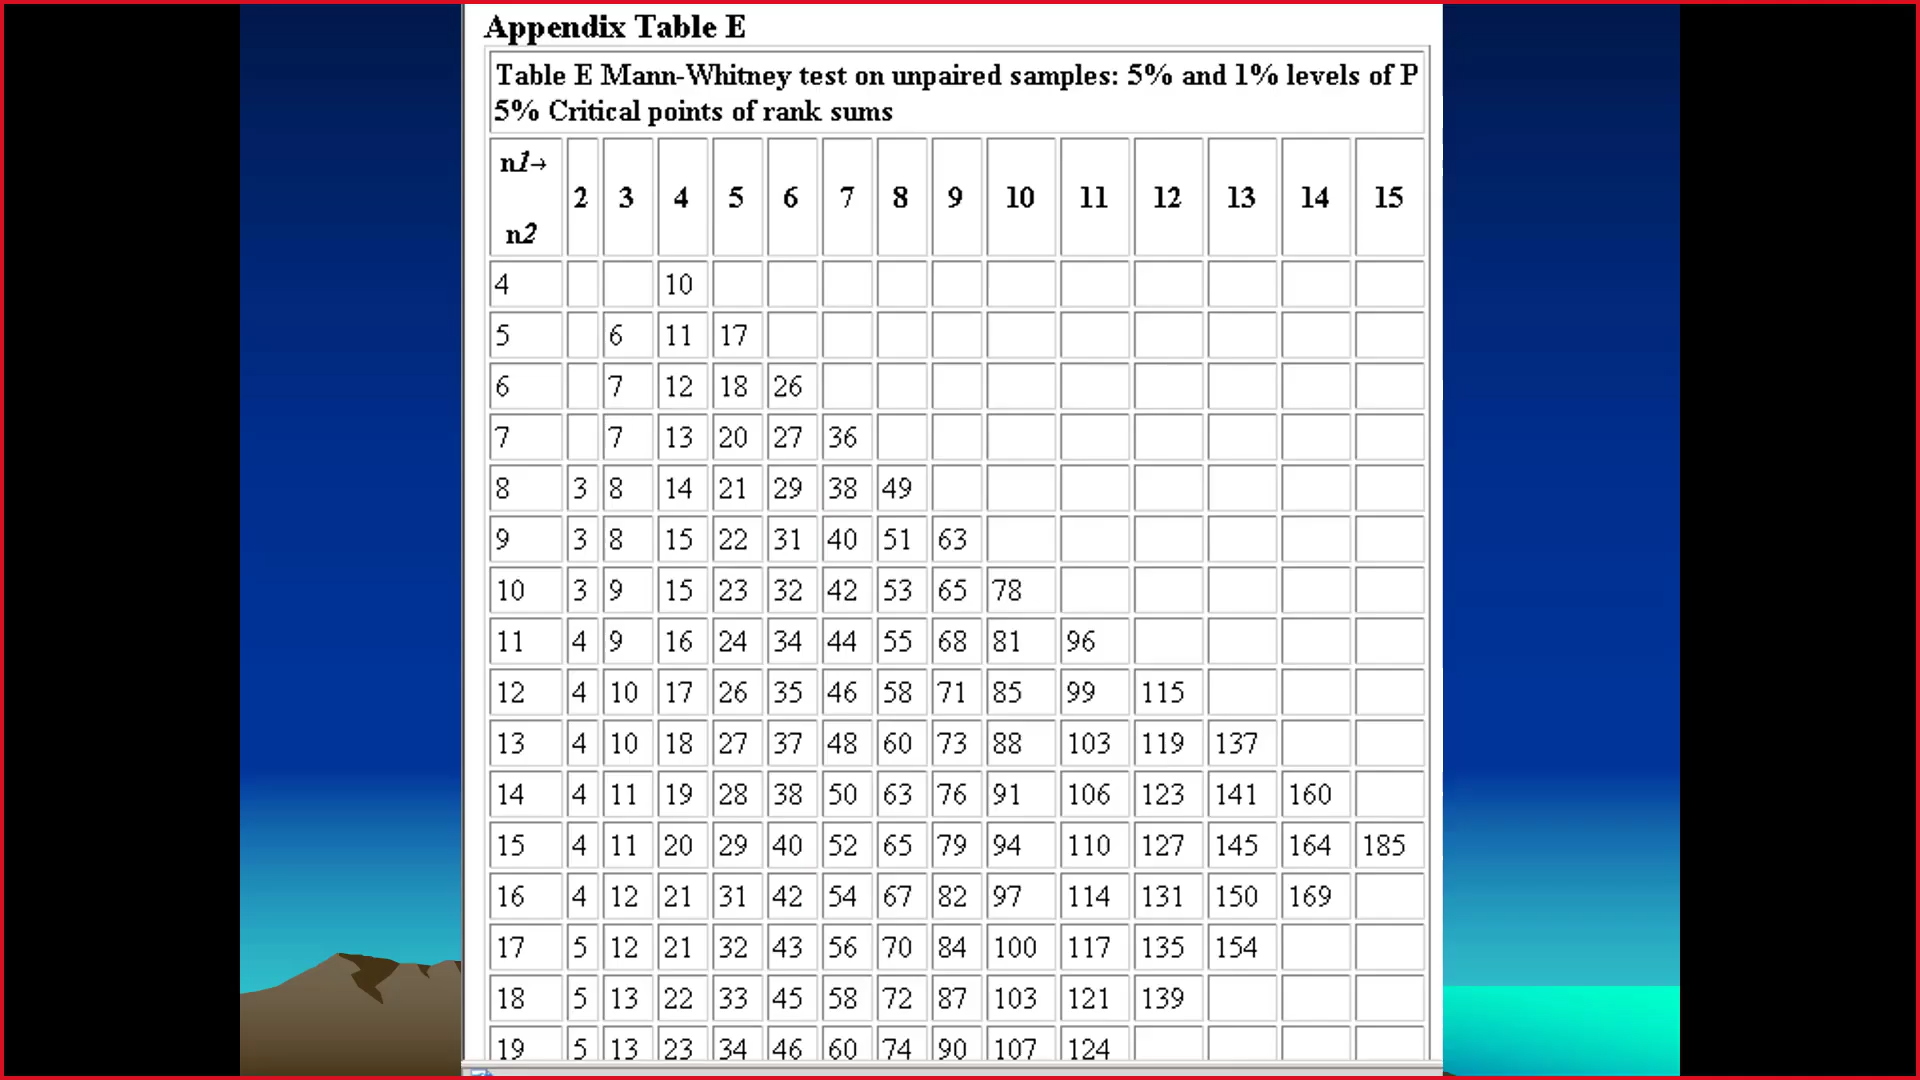 Appendix Table E
Table E Mann-Whitney test on unpaired samples: 5% and 1% levels of P
5% Critical points of rank sums
n1→
n2 2 3 4 5 6 7 8 9 10 11 12 13 14 15
4 10
5 6 11 17
6 7 12 18 26
7 7 13 20 27 36
8 3 8 14 21 29 38 49
9 3 8 15 22 31 40 51 63
10 3 9 15 23 32 42 53 65 78
11 4 9 16 24 34 44 55 68 81 96
12 4 10 17 26 35 46 58 71 85 99 115
13 4 10 18 27 37 48 60 73 88 103 119 137
14 4 11 19 28 38 50 63 76 91 106 123 141 160
15 4 11 20 29 40 52 65 79 94 110 127 145 164 185
16 4 12 21 31 42 54 67 82 97 114 131 150 169
17 5 12 21 32 43 56 70 84 100 117 135 154
18 5 13 22 33 45 58 72 87 103 121 139
19 5 13 23 34 46 60 74 90 107 124